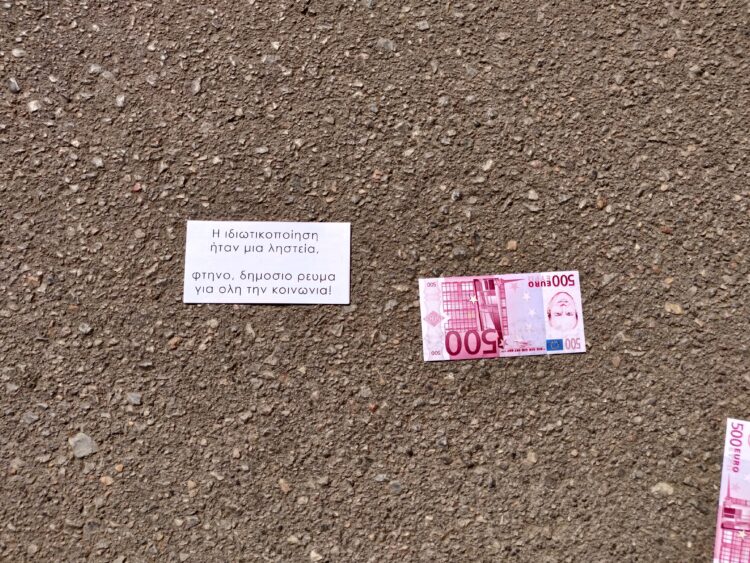 Η ιδιωτικοποίηση
ήταν μια ληστεία,
φτηνο, δημοσιο ρευμα
για ολη την κοινωνια!
500 EURO
500
500
500
500
500 EURO